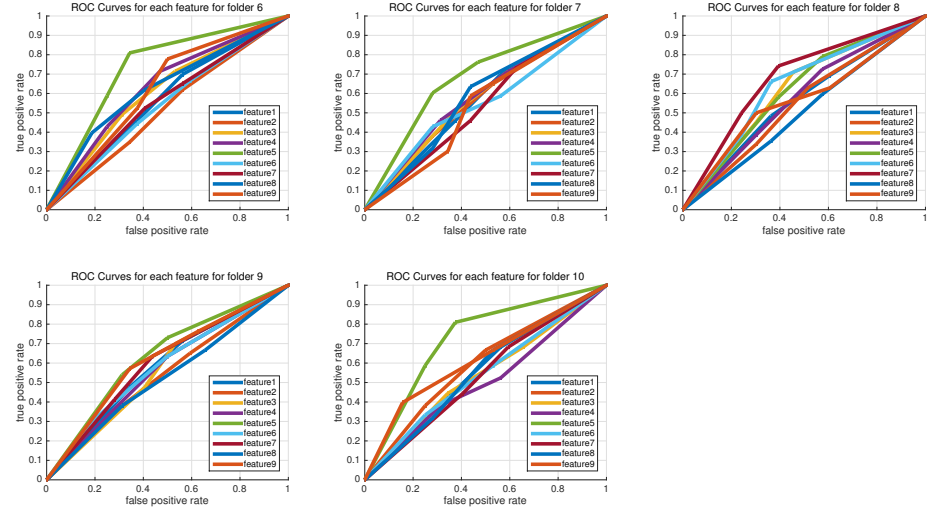 ROC Curves for each feature for folder 6
1
0.9
0.8
0.7
0.6
0.5
0.4
0.3
0.2
0.1
0
true positive rate
0 0.2 0.4 0.6 0.8 1
false positive rate
feature1
feature2
feature3
feature4
feature5
feature6
feature7
feature8
feature9
ROC Curves for each feature for folder 7
1
0.9
0.8
0.7
0.6
0.5
0.4
0.3
0.2
0.1
0
true positive rate
0 0.2 0.4 0.6 0.8 1
false positive rate
feature1
feature2
feature3
feature4
feature5
feature6
feature7
feature8
feature9
ROC Curves for each feature for folder 8
1
0.9
0.8
0.7
0.6
0.5
0.4
0.3
0.2
0.1
0
true positive rate
0 0.2 0.4 0.6 0.8 1
false positive rate
feature1
feature2
feature3
feature4
feature5
feature6
feature7
feature8
feature9
ROC Curves for each feature for folder 9
1
0.9
0.8
0.7
0.6
0.5
0.4
0.3
0.2
0.1
0
true positive rate
0 0.2 0.4 0.6 0.8 1
false positive rate
feature1
feature2
feature3
feature4
feature5
feature6
feature7
feature8
feature9
ROC Curves for each feature for folder 10
1
0.9
0.8
0.7
0.6
0.5
0.4
0.3
0.2
0.1
0
true positive rate
0 0.2 0.4 0.6 0.8 1
false positive rate
feature1
feature2
feature3
feature4
feature5
feature6
feature7
feature8
feature9